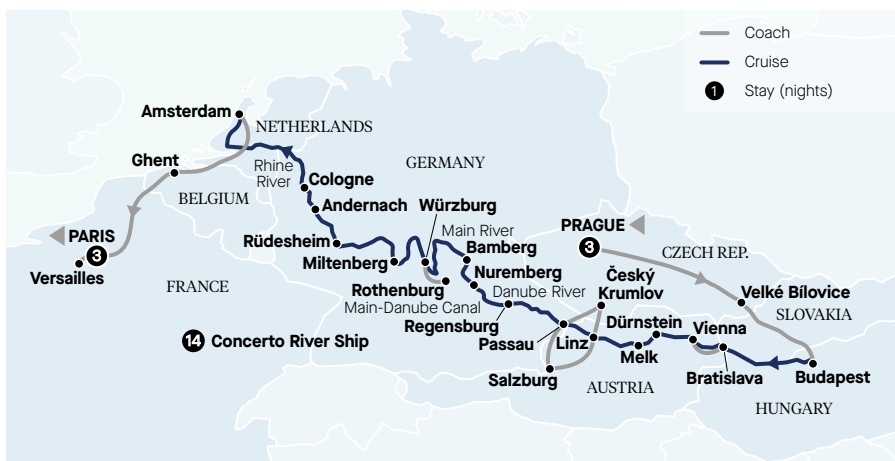 Coach
Cruise
1 Stay (nights)
Amsterdam
NETHERLANDS
Ghent
Rhine
River
GERMANY
BELGIUM
Cologne
Andernach
Würzburg
PARIS
3
Versailles
Rüdesheim
Main River
Bamberg
PRAGUE
3
CZECH REP.
Miltenberg
Nuremberg
Český
Krumlov
FRANCE
Rothenburg
Danube River
Velké Bílovice
Main-Danube Canal
SLOVAKIA
Regensburg
Dürnstein
Vienna
14 Concerto River Ship
Passau
Linz
Melk
Salzburg
Bratislava
Budapest
AUSTRIA
HUNGARY